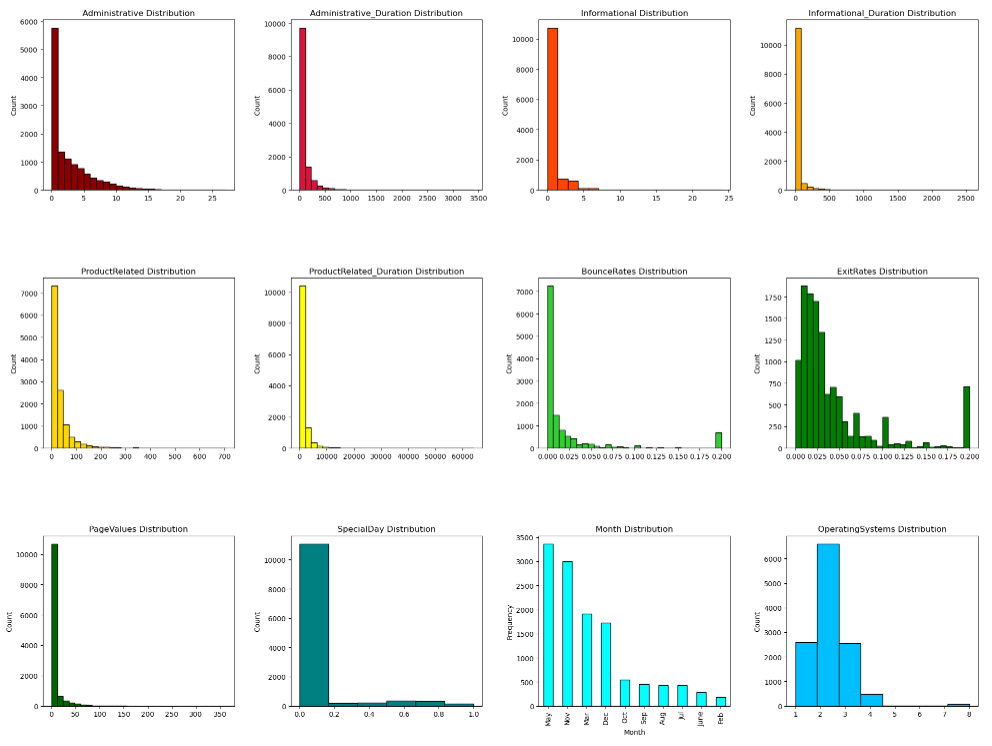 Administrative Distribution
Count
6000
5000
4000
3000
2000
1000
0
0 5 10 15 20 25
Administrative_Duration Distribution
Count
10000
8000
6000
4000
2000
0
0 500 1000 1500 2000 2500 3000 3500
Informational Distribution
Count
10000
8000
6000
4000
2000
0
0 5 10 15 20 25
Informational_Duration Distribution
Count
10000
8000
6000
4000
2000
0
0 500 1000 1500 2000 2500
ProductRelated Distribution
Count
7000
6000
5000
4000
3000
2000
1000
0
0 100 200 300 400 500 600 700
ProductRelated_Duration Distribution
Count
10000
8000
6000
4000
2000
0
0 10000 20000 30000 40000 50000 60000
BounceRates Distribution
Count
7000
6000
5000
4000
3000
2000
1000
0
0.000 0.025 0.050 0.075 0.100 0.125 0.150 0.175 0.200
ExitRates Distribution
Count
1750
1500
1250
1000
750
500
250
0
0.000 0.025 0.050 0.075 0.100 0.125 0.150 0.175 0.200
PageValues Distribution
Count
10000
8000
6000
4000
2000
0
0 50 100 150 200 250 300 350
SpecialDay Distribution
Count
10000
8000
6000
4000
2000
0
0.0 0.2 0.4 0.6 0.8 1.0
Month Distribution
Frequency
3500
3000
2500
2000
1500
1000
500
0
May Nov Mar Dec Oct Sep Aug Jul June Feb
Month
OperatingSystems Distribution
Count
6000
5000
4000
3000
2000
1000
0
1 2 3 4 5 6 7 8